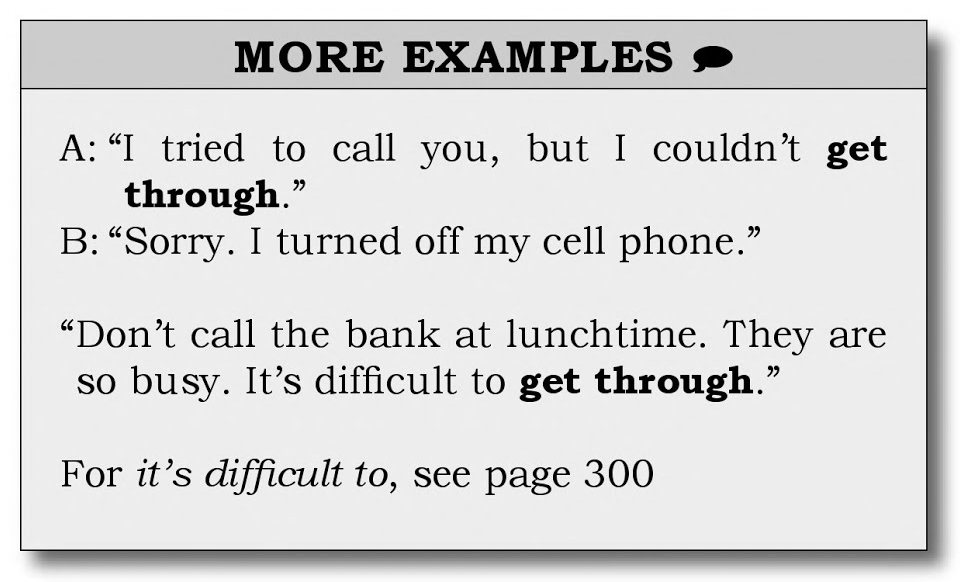 MORE EXAMPLES
A: “I tried to call you, but I couldn’t get
through.”
B: “Sorry. I turned off my cell phone.”
“Don’t call the bank at lunchtime. They are
so busy. It’s difficult to get through.”
For it’s difficult to, see page 300